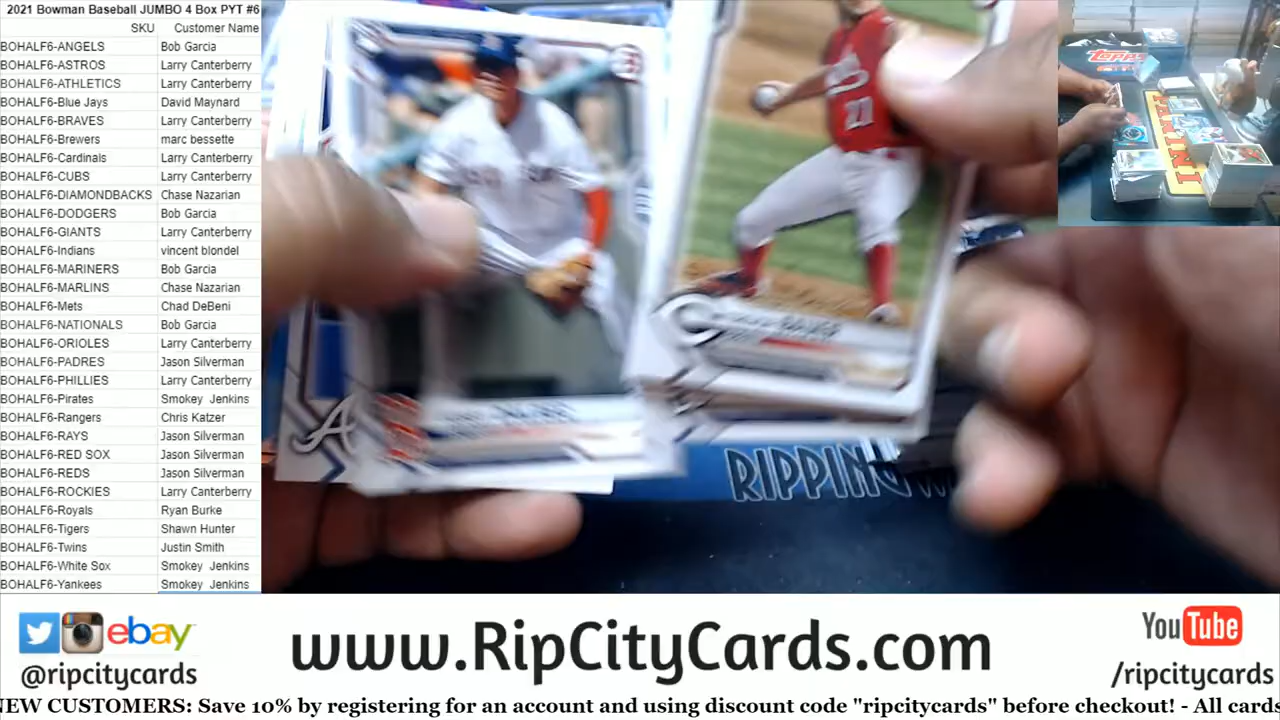 2021 Bowman Baseball JUMBO 4 Box PYT #6
SKU Customer Name
BOHALF6-ANGELS Bob Garcia
BOHALF6-ASTROS Larry Canterberry
BOHALF6-ATHLETICS Larry Canterberry
BOHALF6-Blue Jays David Maynard
BOHALF6-BRAVES Larry Canterberry
BOHALF6-Brewers marc bessette
BOHALF6-Cardinals Larry Canterberry
BOHALF6-CUBS Larry Canterberry
BOHALF6-DIAMONDBACKS Chase Nazarian
BOHALF6-DODGERS Bob Garcia
BOHALF6-GIANTS Larry Canterberry
BOHALF6-Indians vincent blondel
BOHALF6-MARINERS Bob Garcia
BOHALF6-MARLINS Chase Nazarian
BOHALF6-Mets Chad DeBeni
BOHALF6-NATIONALS Bob Garcia
BOHALF6-ORIOLES Larry Canterberry
BOHALF6-PADRES Jason Silverman
BOHALF6-PHILLIES Larry Canterberry
BOHALF6-Pirates Smokey Jenkins
BOHALF6-Rangers Chris Katzer
BOHALF6-RAYS Jason Silverman
BOHALF6-RED SOX Jason Silverman
BOHALF6-REDS Jason Silverman
BOHALF6-ROCKIES Larry Canterberry
BOHALF6-Royals Ryan Burke
BOHALF6-Tigers Shawn Hunter
BOHALF6-Twins Justin Smith
BOHALF6-White Sox Smokey Jenkins
BOHALF6-Yankees Smokey Jenkins
Topps
PANINI
27
A
RIPPING
ebay
@ripcitycards
www.RipCityCards.com
YouTube
/ripcitycards
NEW CUSTOMERS: Save 10% by registering for an account and using discount code "ripcitycards" before checkout! - All cards